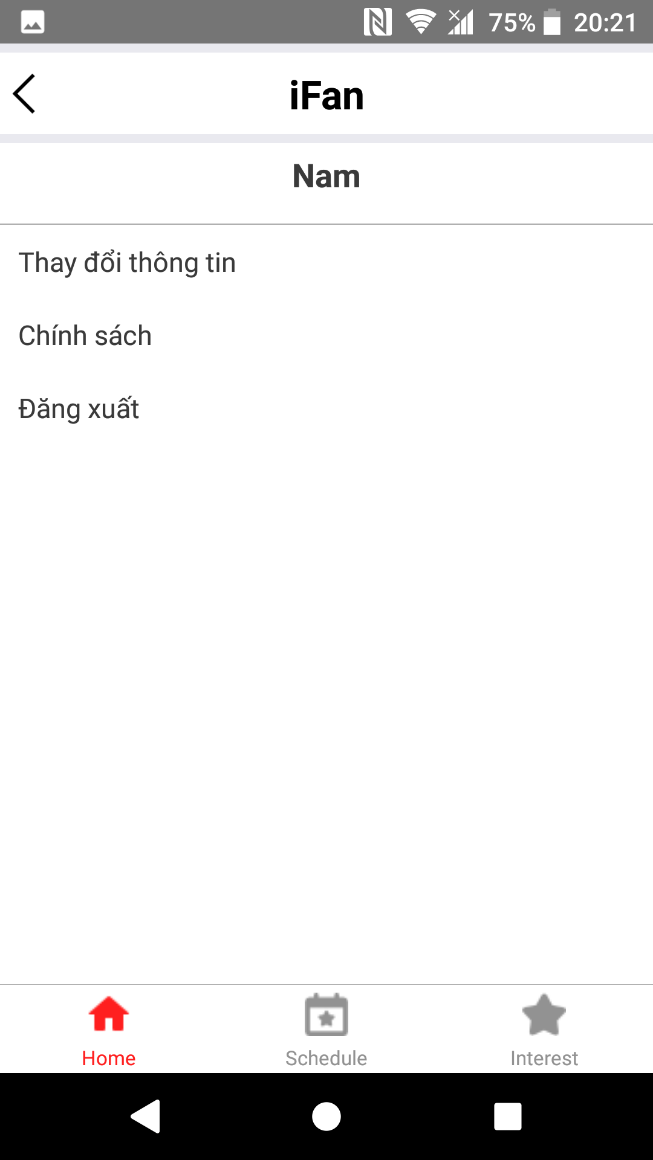 75% 20:21
iFan
Nam
Thay đổi thông tin
Chính sách
Đăng xuất
Home Schedule Interest